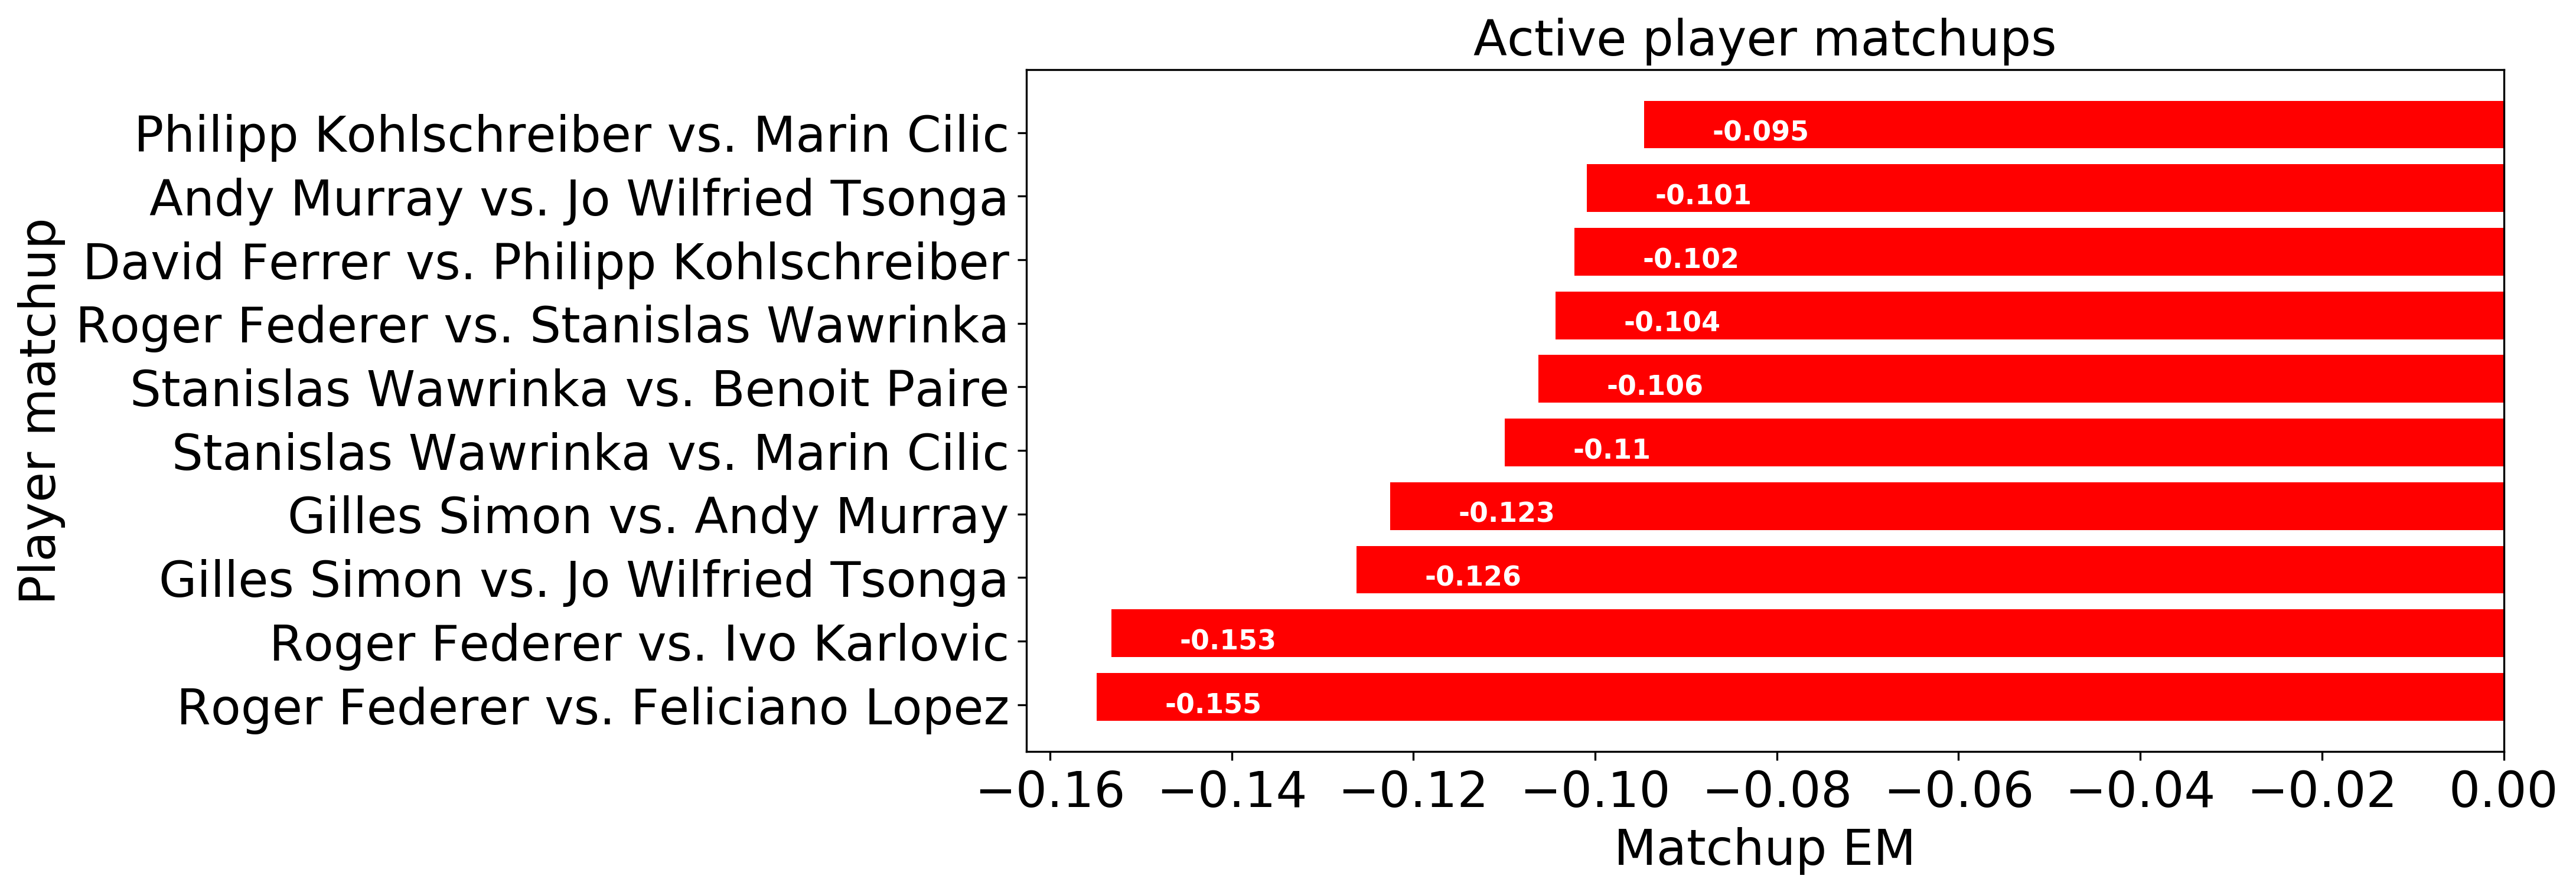 Active player matchups
Player matchup
Philipp Kohlschreiber vs. Marin Cilic
-0.095
Andy Murray vs. Jo Wilfried Tsonga
-0.101
David Ferrer vs. Philipp Kohlschreiber
-0.102
Roger Federer vs. Stanislas Wawrinka
-0.104
Stanislas Wawrinka vs. Benoit Paire
-0.106
Stanislas Wawrinka vs. Marin Cilic
-0.11
Gilles Simon vs. Andy Murray
-0.123
Gilles Simon vs. Jo Wilfried Tsonga
-0.126
Roger Federer vs. Ivo Karlovic
-0.153
Roger Federer vs. Feliciano Lopez
-0.155
−0.16 −0.14 −0.12 −0.10 −0.08 −0.06 −0.04 −0.02 0.00
Matchup EM